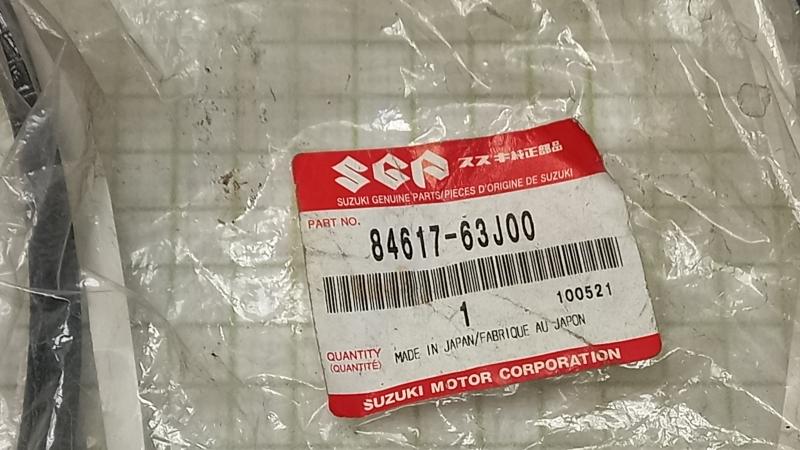 SGP スズキ純正部品
SUZUKI GENUINE PARTS/PIECES D'ORIGINE DE SUZUKI
PART NO. 84617-63J00
1 100521
QUANTITY MADE IN JAPAN/FABRIQUE AU JAPON
(QUANTITÉ)
SUZUKI MOTOR CORPORATION